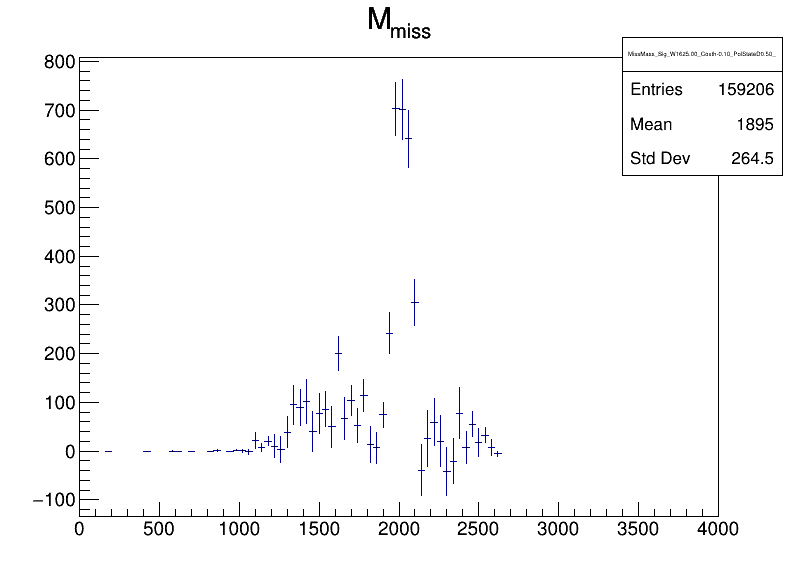 M_miss
MissMass_Sig_W1625.00_Costh-0.10_PolStateD0.50_
Entries 159206
Mean 1895
Std Dev 264.5
800
700
600
500
400
300
200
100
0
−100
0 500 1000 1500 2000 2500 3000 3500 4000